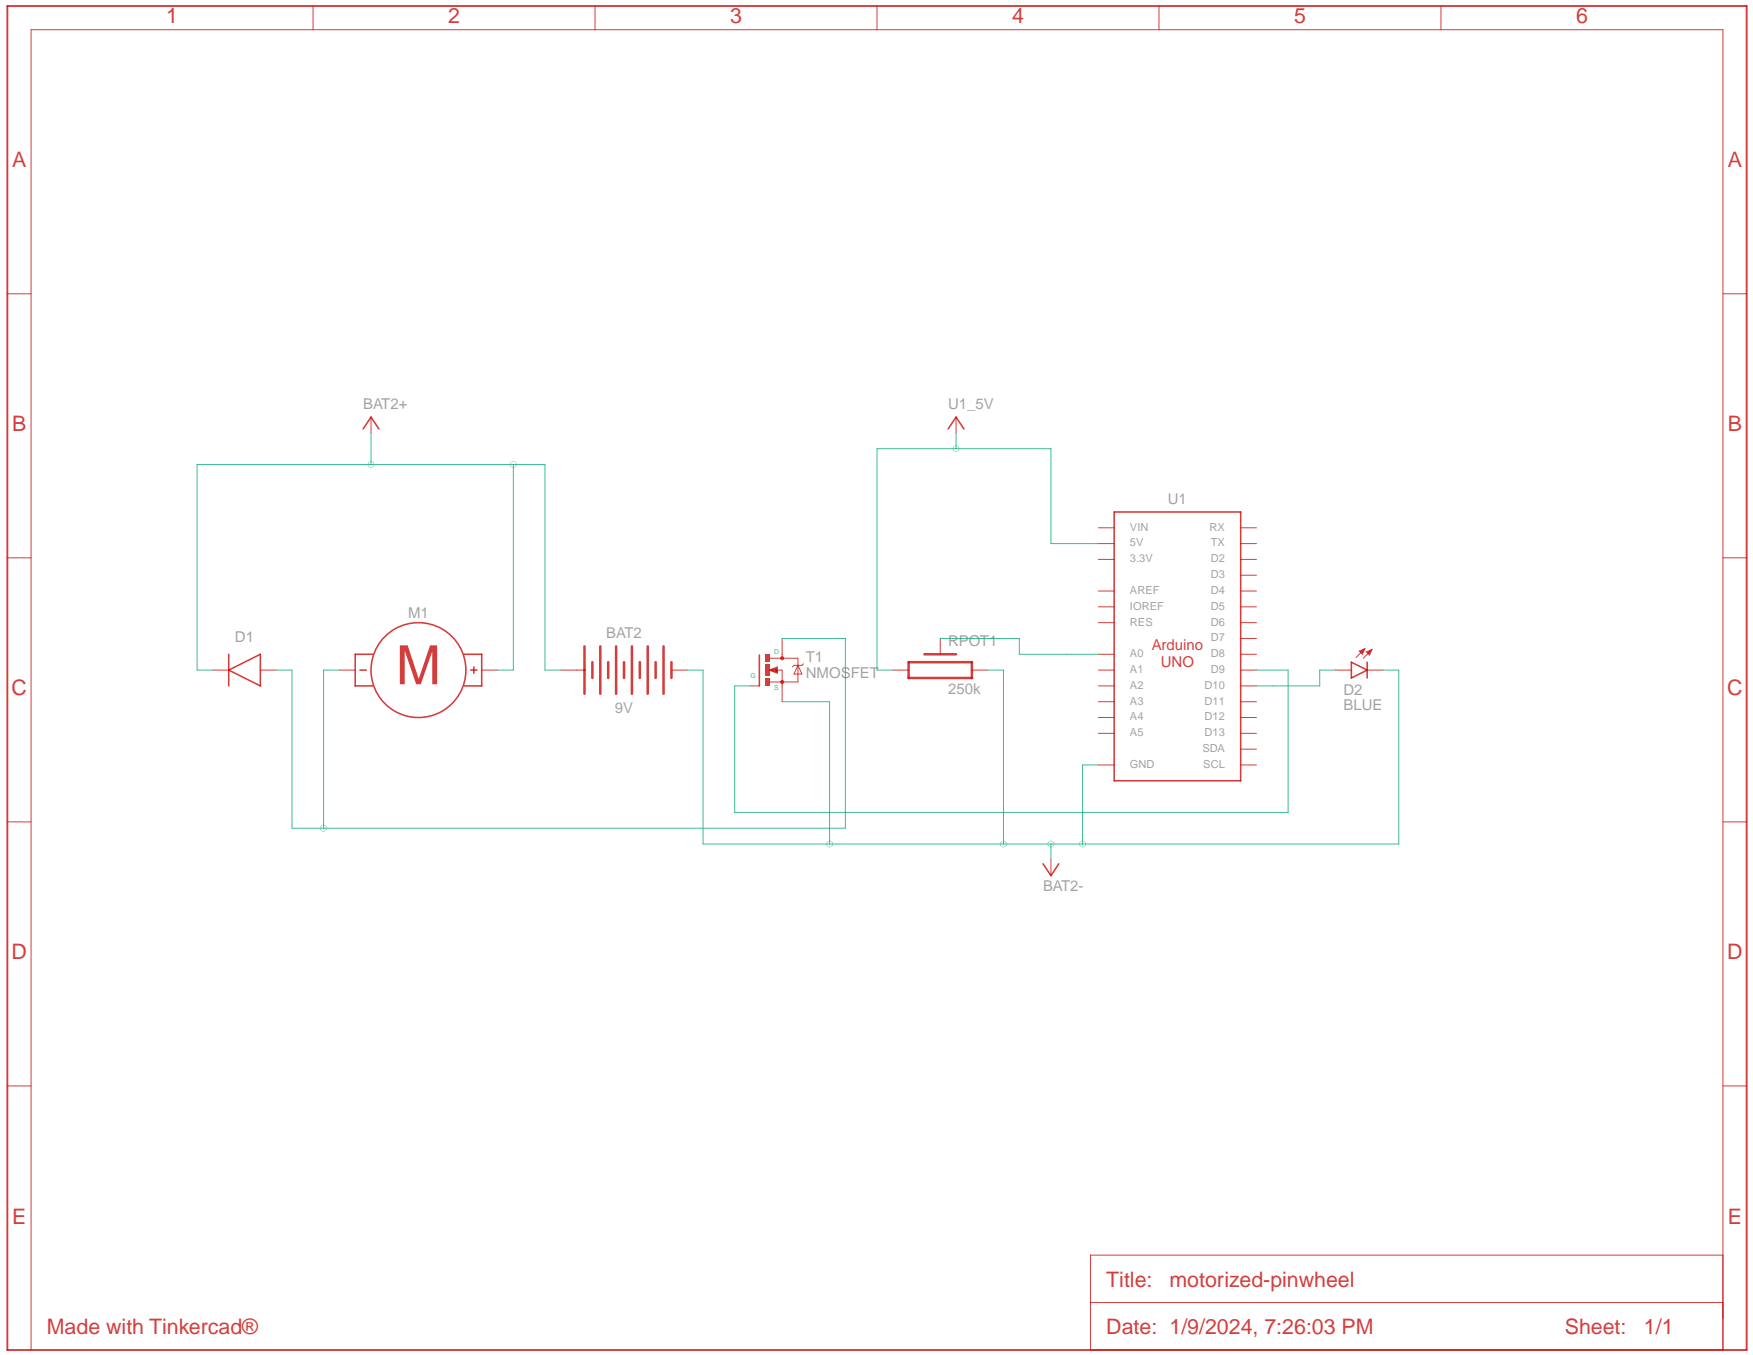 1 2 3 4 5 6
A A
B B
C C
D D
E E
BAT2+
U1_5V
U1
VIN RX
5V TX
3.3V D2
D3
AREF D4
IOREF D5
RES D6
D7
A0 D8
A1 D9
A2 D10
A3 D11
A4 D12
A5 D13
SDA
GND SCL
Arduino
UNO
M1
D1
M
- +
BAT2
9V
D
G
S
T1
NMOSFET
RPOT1
250k
D2
BLUE
BAT2-
Title: motorized-pinwheel
Made with Tinkercad®
Date: 1/9/2024, 7:26:03 PM Sheet: 1/1